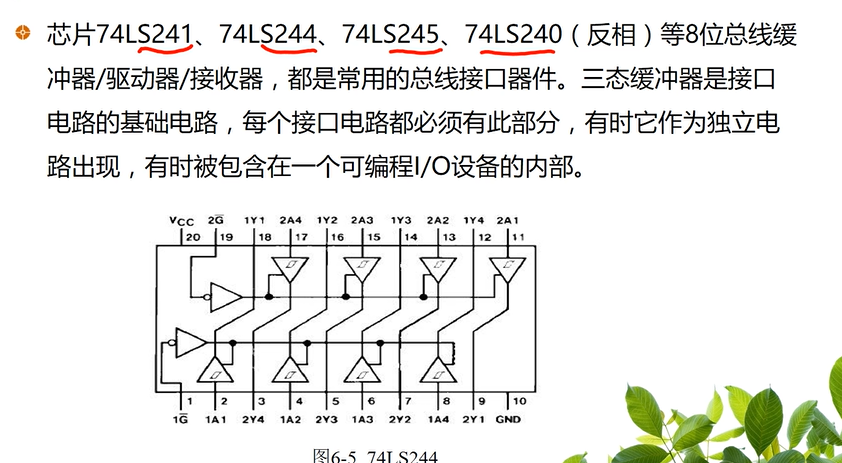 芯片74LS241、74LS244、74LS245、74LS240（反相）等8位总线缓
冲器/驱动器/接收器，都是常用的总线接口器件。三态缓冲器是接口
电路的基础电路，每个接口电路都必须有此部分，有时它作为独立电
路出现，有时被包含在一个可编程I/O设备的内部。
VCC 2G̅ 1Y1 2A4 1Y2 2A3 1Y3 2A2 1Y4 2A1
20 19 18 17 16 15 14 13 12 11
1 2 3 4 5 6 7 8 9 10
1G̅ 1A1 2Y4 1A2 2Y3 1A3 2Y2 1A4 2Y1 GND
图6-5 74LS244